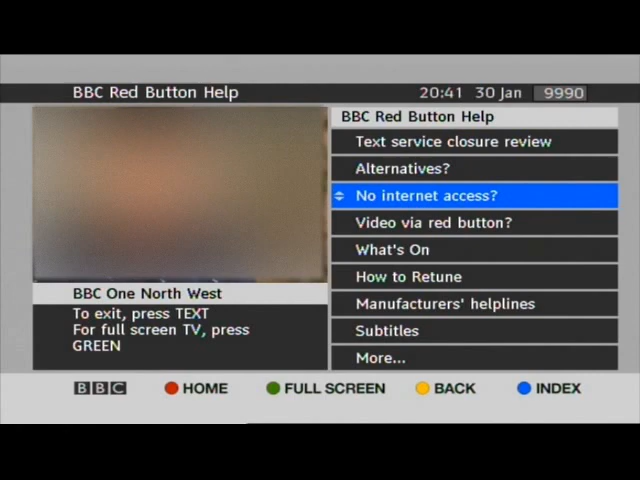 BBC Red Button Help 20:41 30 Jan 9990
BBC Red Button Help
Text service closure review
Alternatives?
No internet access?
Video via red button?
What's On
How to Retune
Manufacturers' helplines
Subtitles
More...
BBC One North West
To exit, press TEXT
For full screen TV, press
GREEN
BBC HOME FULL SCREEN BACK INDEX